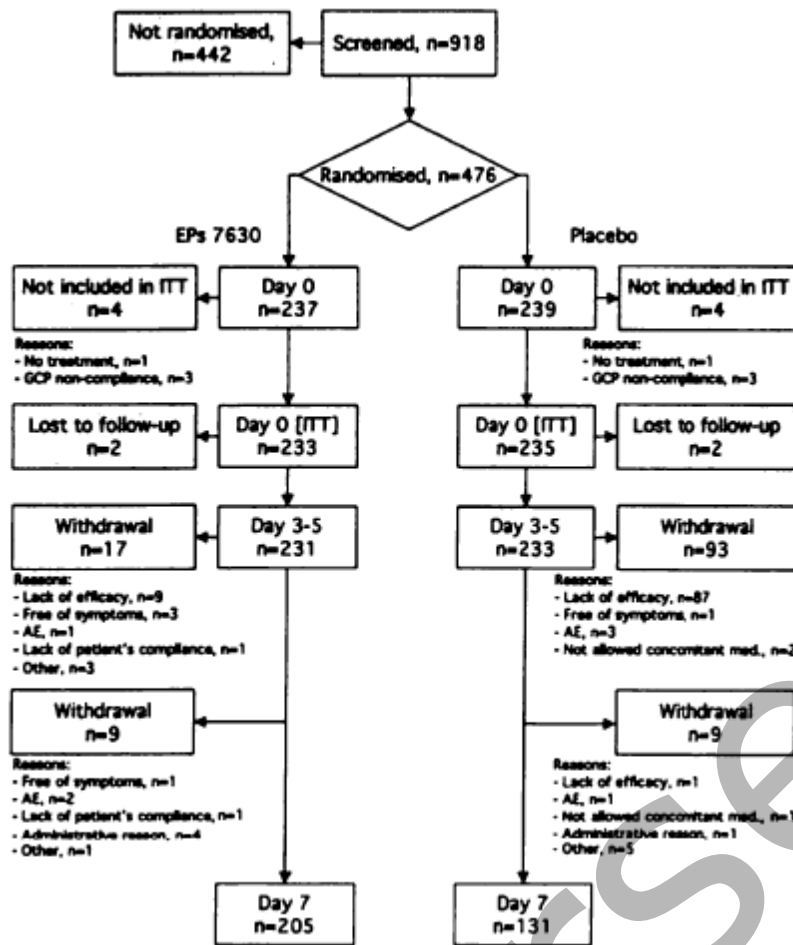 Not randomised,
n=442
Screened, n=918
Randomised, n=476
EPs 7630
Placebo
Not included in ITT
n=4
Day 0
n=237
Day 0
n=239
Not included in ITT
n=4
Reasons:
- No treatment, n=1
- GCP non-compliance, n=3
Reasons:
- No treatment, n=1
- GCP non-compliance, n=3
Lost to follow-up
n=2
Day 0 [ITT]
n=233
Day 0 [ITT]
n=235
Lost to follow-up
n=2
Withdrawal
n=17
Day 3-5
n=231
Day 3-5
n=233
Withdrawal
n=93
Reasons:
- Lack of efficacy, n=9
- Free of symptoms, n=3
- AE, n=1
- Lack of patient's compliance, n=1
- Other, n=3
Reasons:
- Lack of efficacy, n=87
- Free of symptoms, n=1
- AE, n=3
- Not allowed concomitant med., n=2
Withdrawal
n=9
Withdrawal
n=9
Reasons:
- Free of symptoms, n=1
- AE, n=2
- Lack of patient's compliance, n=1
- Administrative reason, n=4
- Other, n=1
Reasons:
- Lack of efficacy, n=1
- AE, n=1
- Not allowed concomitant med., n=1
- Administrative reason, n=1
- Other, n=5
Day 7
n=205
Day 7
n=131